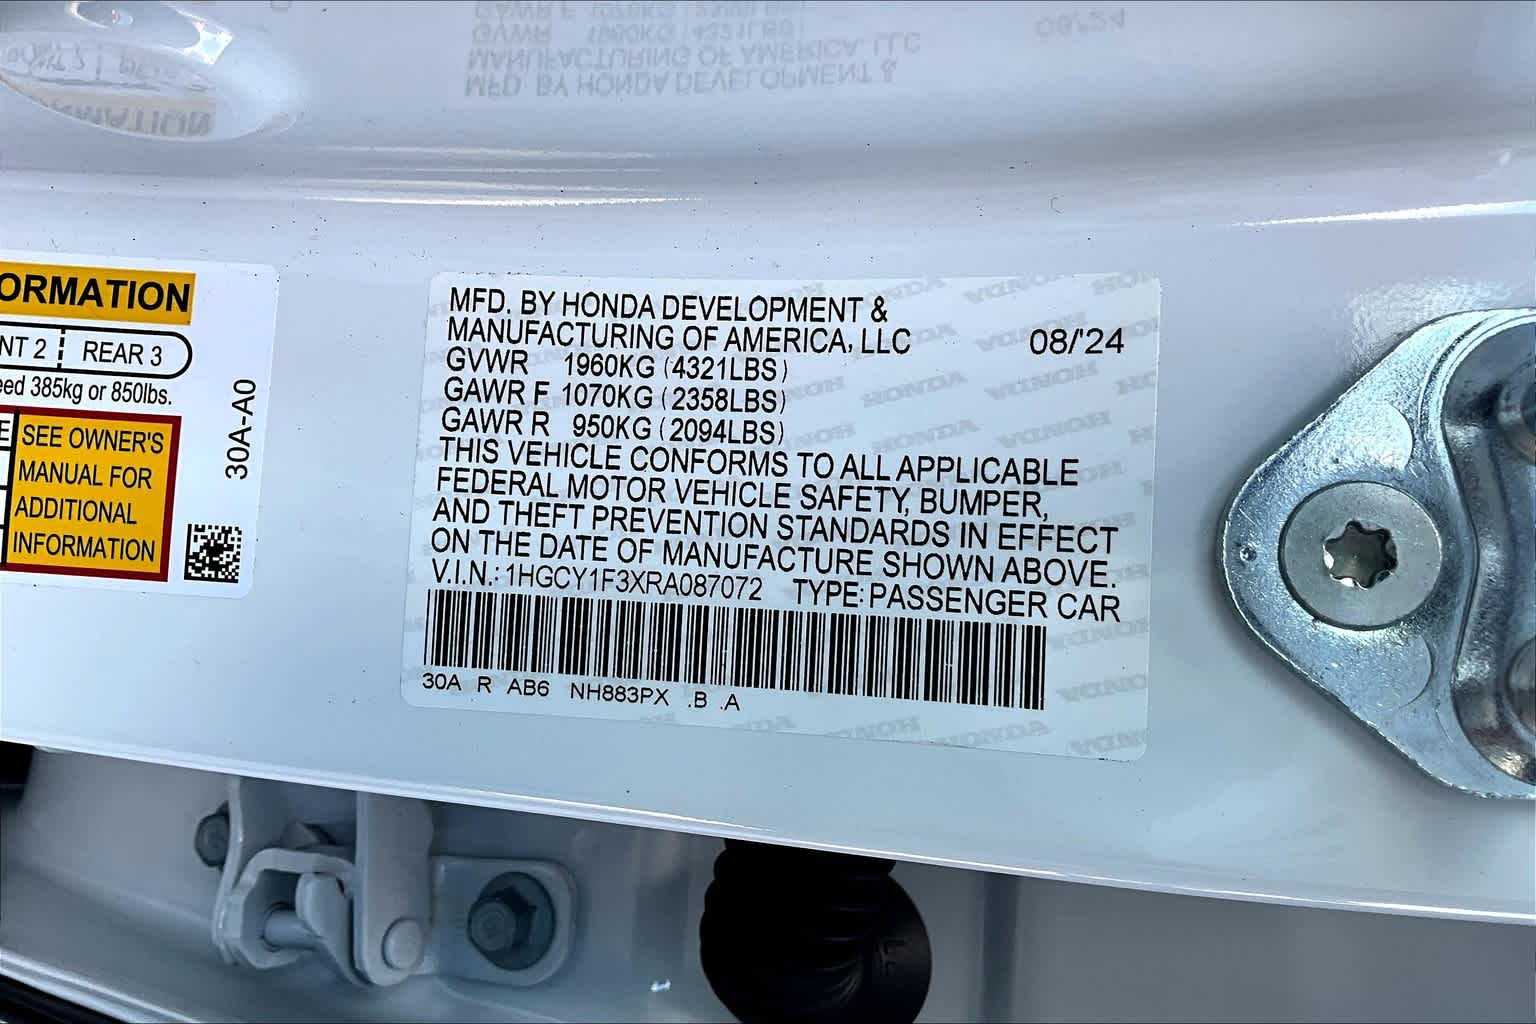 ORMATION
NT 2 REAR 3
eed 385kg or 850lbs.
E
SEE OWNER'S
MANUAL FOR
ADDITIONAL
INFORMATION
30A-A0
MFD. BY HONDA DEVELOPMENT &
MANUFACTURING OF AMERICA, LLC 08/'24
GVWR 1960KG (4321LBS)
GAWR F 1070KG (2358LBS)
GAWR R 950KG (2094LBS)
THIS VEHICLE CONFORMS TO ALL APPLICABLE
FEDERAL MOTOR VEHICLE SAFETY, BUMPER,
AND THEFT PREVENTION STANDARDS IN EFFECT
ON THE DATE OF MANUFACTURE SHOWN ABOVE.
V.I.N.: 1HGCY1F3XRA087072 TYPE: PASSENGER CAR
30A R AB6 NH883PX .B .A